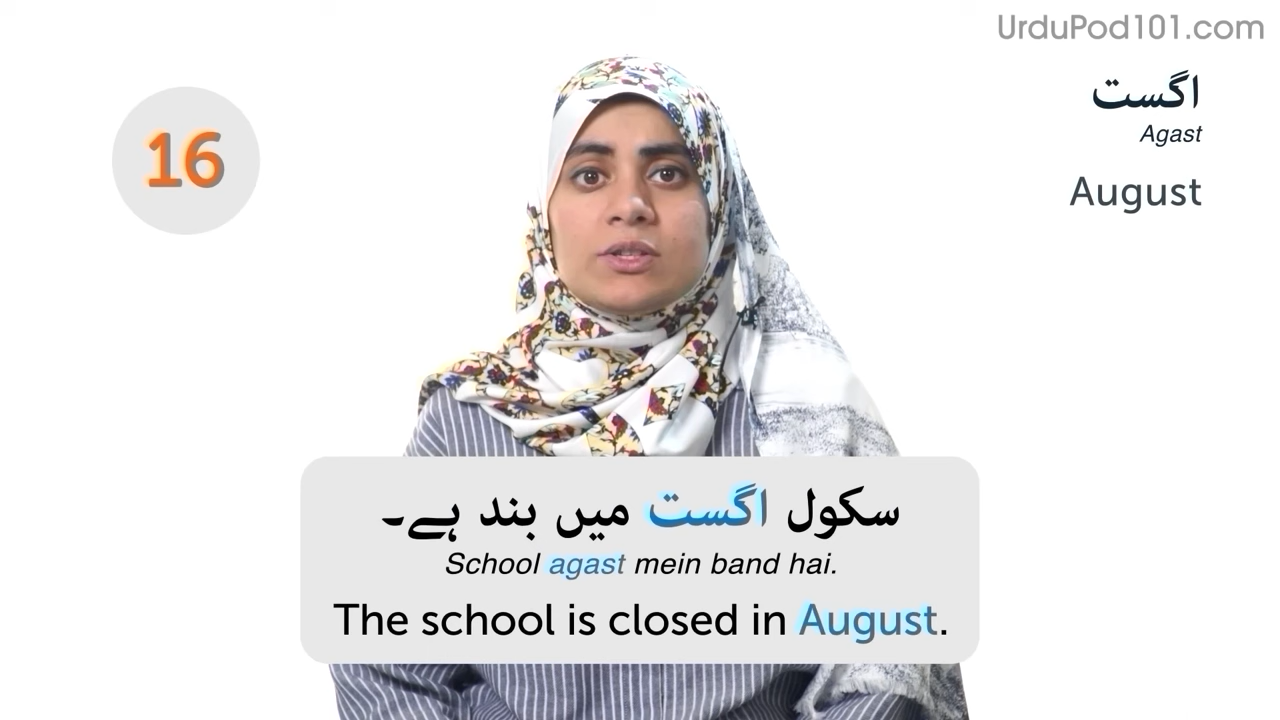 UrduPod101.com
16
اگست
Agast
August
سکول اگست میں بند ہے۔
School agast mein band hai.
The school is closed in August.